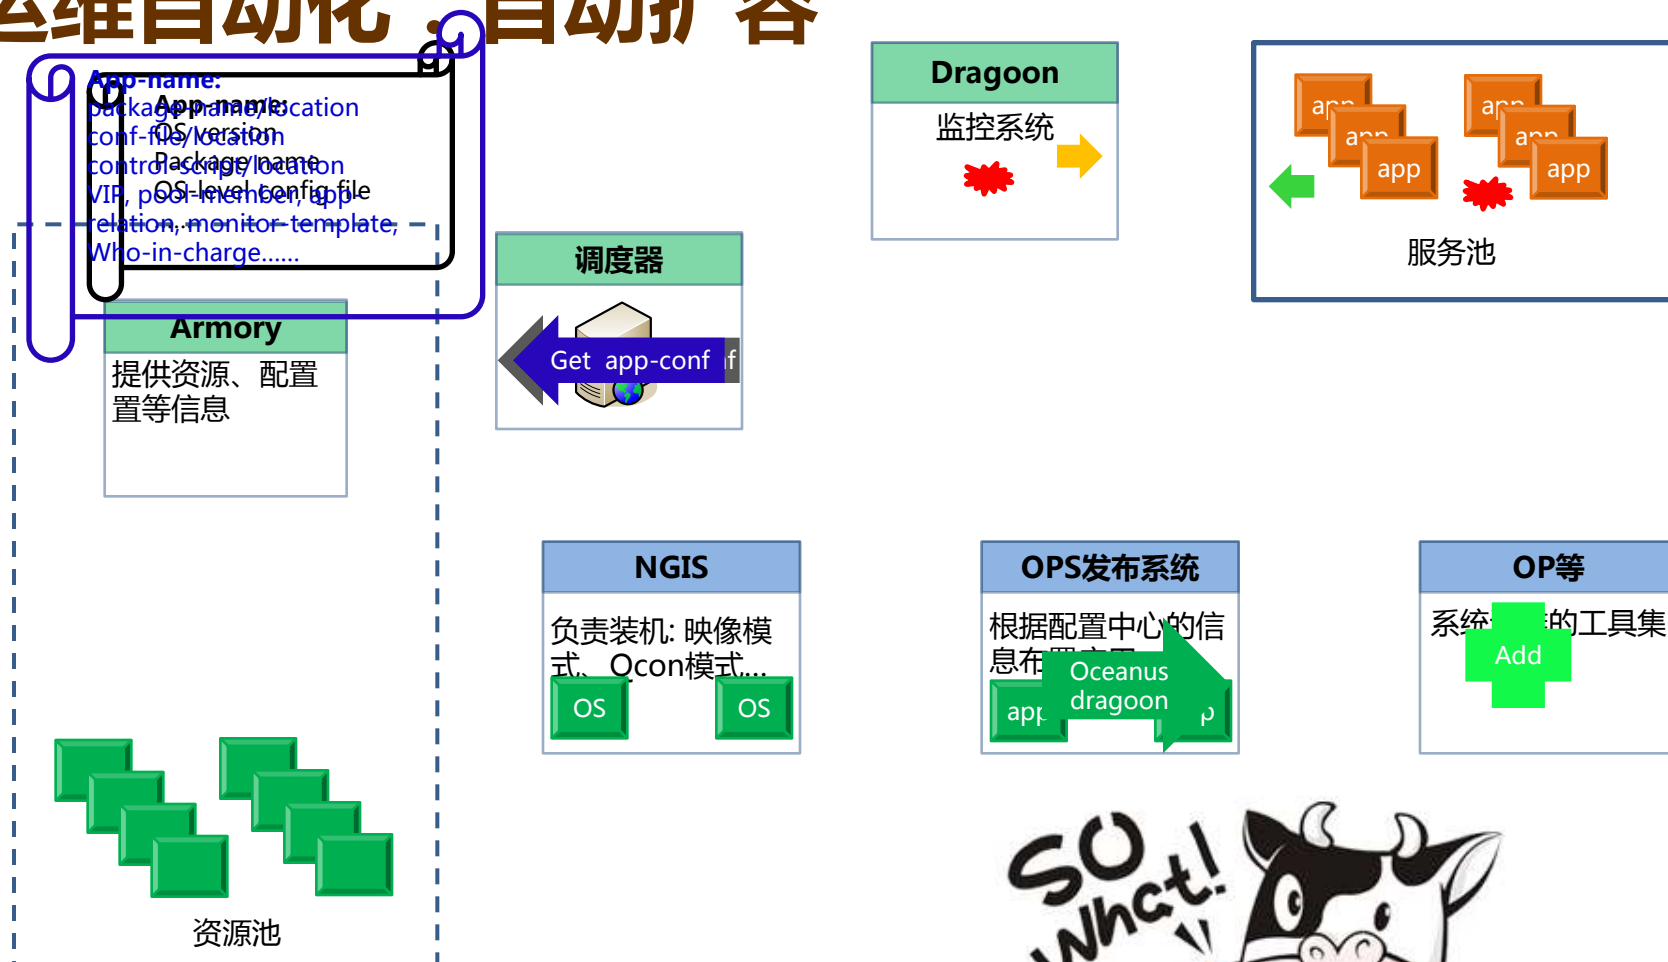 运维自动化：自动扩容
App-name:
package-name/location
conf-file/location
control-script/location
VIP, pool-member, app-
relation, monitor-template,
Who-in-charge......
App-name:
OS version
Package name
OS-level config file
Armory
提供资源、配置
置等信息
调度器
Get app-conf
Dragoon
监控系统
app
app
app
app
app
app
服务池
NGIS
负责装机: 映像模
式、Qcon模式...
OS
OS
OPS发布系统
根据配置中心的信
息布
app
Oceanus
dragoon
OP等
系统
的工具集
Add
资源池
SO
What!